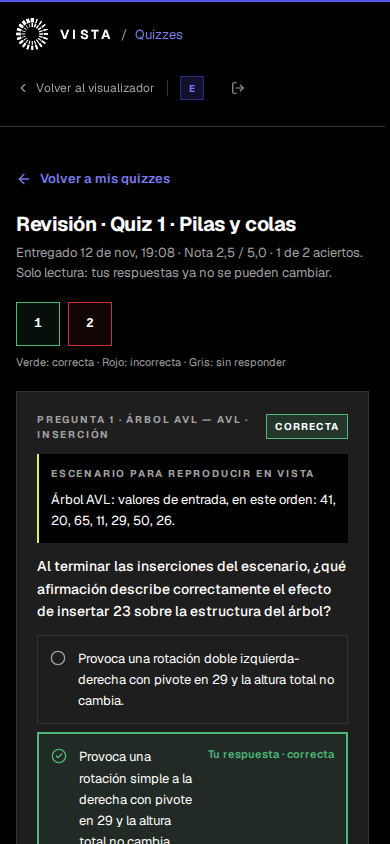 VISTA / Quizzes
Volver al visualizador
E
Volver a mis quizzes
Revisión · Quiz 1 · Pilas y colas
Entregado 12 de nov, 19:08 · Nota 2,5 / 5,0 · 1 de 2 aciertos.
Solo lectura: tus respuestas ya no se pueden cambiar.
1
2
Verde: correcta · Rojo: incorrecta · Gris: sin responder
PREGUNTA 1 · ÁRBOL AVL — AVL ·
INSERCIÓN
CORRECTA
ESCENARIO PARA REPRODUCIR EN VISTA
Árbol AVL: valores de entrada, en este orden: 41,
20, 65, 11, 29, 50, 26.
Al terminar las inserciones del escenario, ¿qué
afirmación describe correctamente el efecto
de insertar 23 sobre la estructura del árbol?
Provoca una rotación doble izquierda-
derecha con pivote en 29 y la altura total no
cambia.
Provoca una
rotación simple a la
derecha con pivote
en 29 y la altura
total no cambia
Tu respuesta · correcta